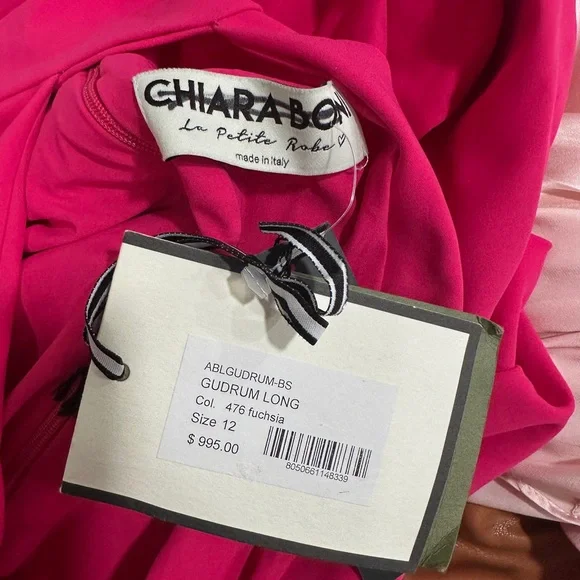 CHIARA BONI
La Petite Robe
made in Italy
ABLGUDRUM-BS
GUDRUM LONG
Col. 476 fuchsia
Size 12
$ 995.00
8050661148339